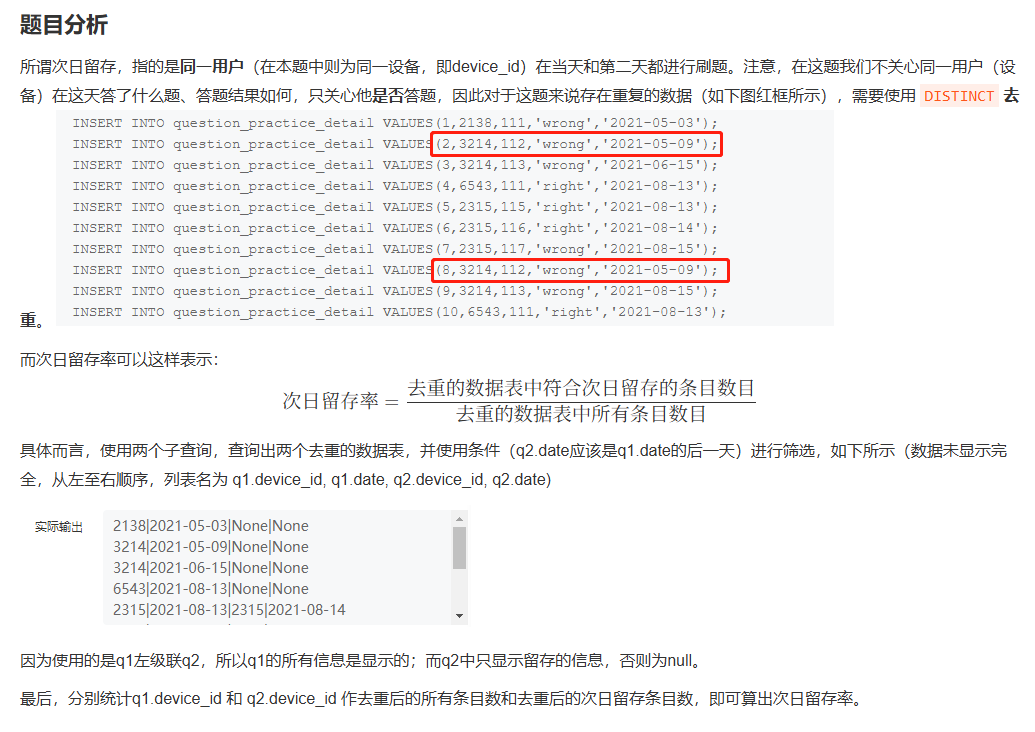 题目分析
所谓次日留存，指的是同一用户（在本题中则为同一设备，即device_id）在当天和第二天都进行刷题。注意，在这题我们不关心同一用户（设
备）在这天答了什么题、答题结果如何，只关心他是否答题，因此对于这题来说存在重复的数据（如下图红框所示），需要使用 DISTINCT 去
INSERT INTO question_practice_detail VALUES(1,2138,111,'wrong','2021-05-03');
INSERT INTO question_practice_detail VALUES(2,3214,112,'wrong','2021-05-09');
INSERT INTO question_practice_detail VALUES(3,3214,113,'wrong','2021-06-15');
INSERT INTO question_practice_detail VALUES(4,6543,111,'right','2021-08-13');
INSERT INTO question_practice_detail VALUES(5,2315,115,'right','2021-08-13');
INSERT INTO question_practice_detail VALUES(6,2315,116,'right','2021-08-14');
INSERT INTO question_practice_detail VALUES(7,2315,117,'wrong','2021-08-15');
INSERT INTO question_practice_detail VALUES(8,3214,112,'wrong','2021-05-09');
INSERT INTO question_practice_detail VALUES(9,3214,113,'wrong','2021-08-15');
INSERT INTO question_practice_detail VALUES(10,6543,111,'right','2021-08-13');
重。
而次日留存率可以这样表示：
次日留存率 = 去重的数据表中符合次日留存的条目数目
去重的数据表中所有条目数目
具体而言，使用两个子查询，查询出两个去重的数据表，并使用条件（q2.date应该是q1.date的后一天）进行筛选，如下所示（数据未显示完
全，从左至右顺序，列表名为 q1.device_id, q1.date, q2.device_id, q2.date)
实际输出
2138|2021-05-03|None|None
3214|2021-05-09|None|None
3214|2021-06-15|None|None
6543|2021-08-13|None|None
2315|2021-08-13|2315|2021-08-14
因为使用的是q1左级联q2，所以q1的所有信息是显示的；而q2中只显示留存的信息，否则为null。
最后，分别统计q1.device_id 和 q2.device_id 作去重后的所有条目数和去重后的次日留存条目数，即可算出次日留存率。